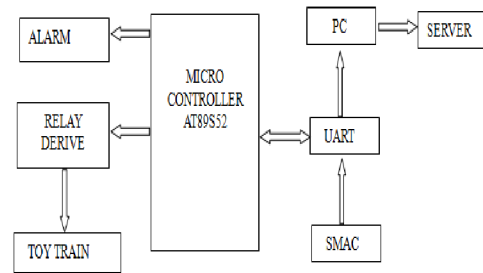 ALARM
RELAY
DERIVE
TOY TRAIN
MICRO
CONTROLLER
AT89S52
PC
SERVER
UART
SMAC